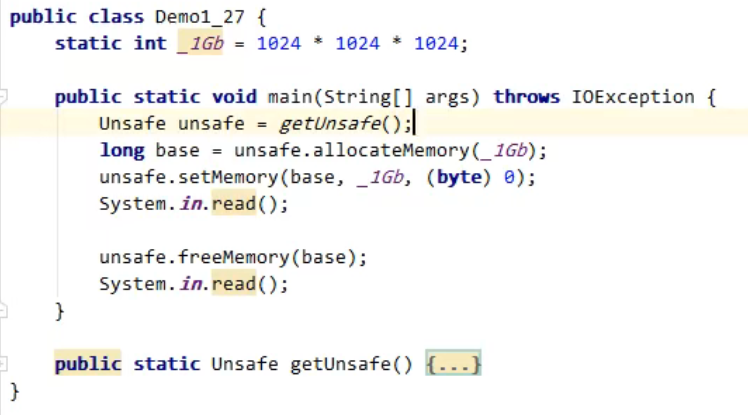 public class Demo1_27 {
static int _1Gb = 1024 * 1024 * 1024;
public static void main(String[] args) throws IOException {
Unsafe unsafe = getUnsafe();
long base = unsafe.allocateMemory(_1Gb);
unsafe.setMemory(base, _1Gb, (byte) 0);
System.in.read();
unsafe.freeMemory(base);
System.in.read();
}
public static Unsafe getUnsafe() {...}
}